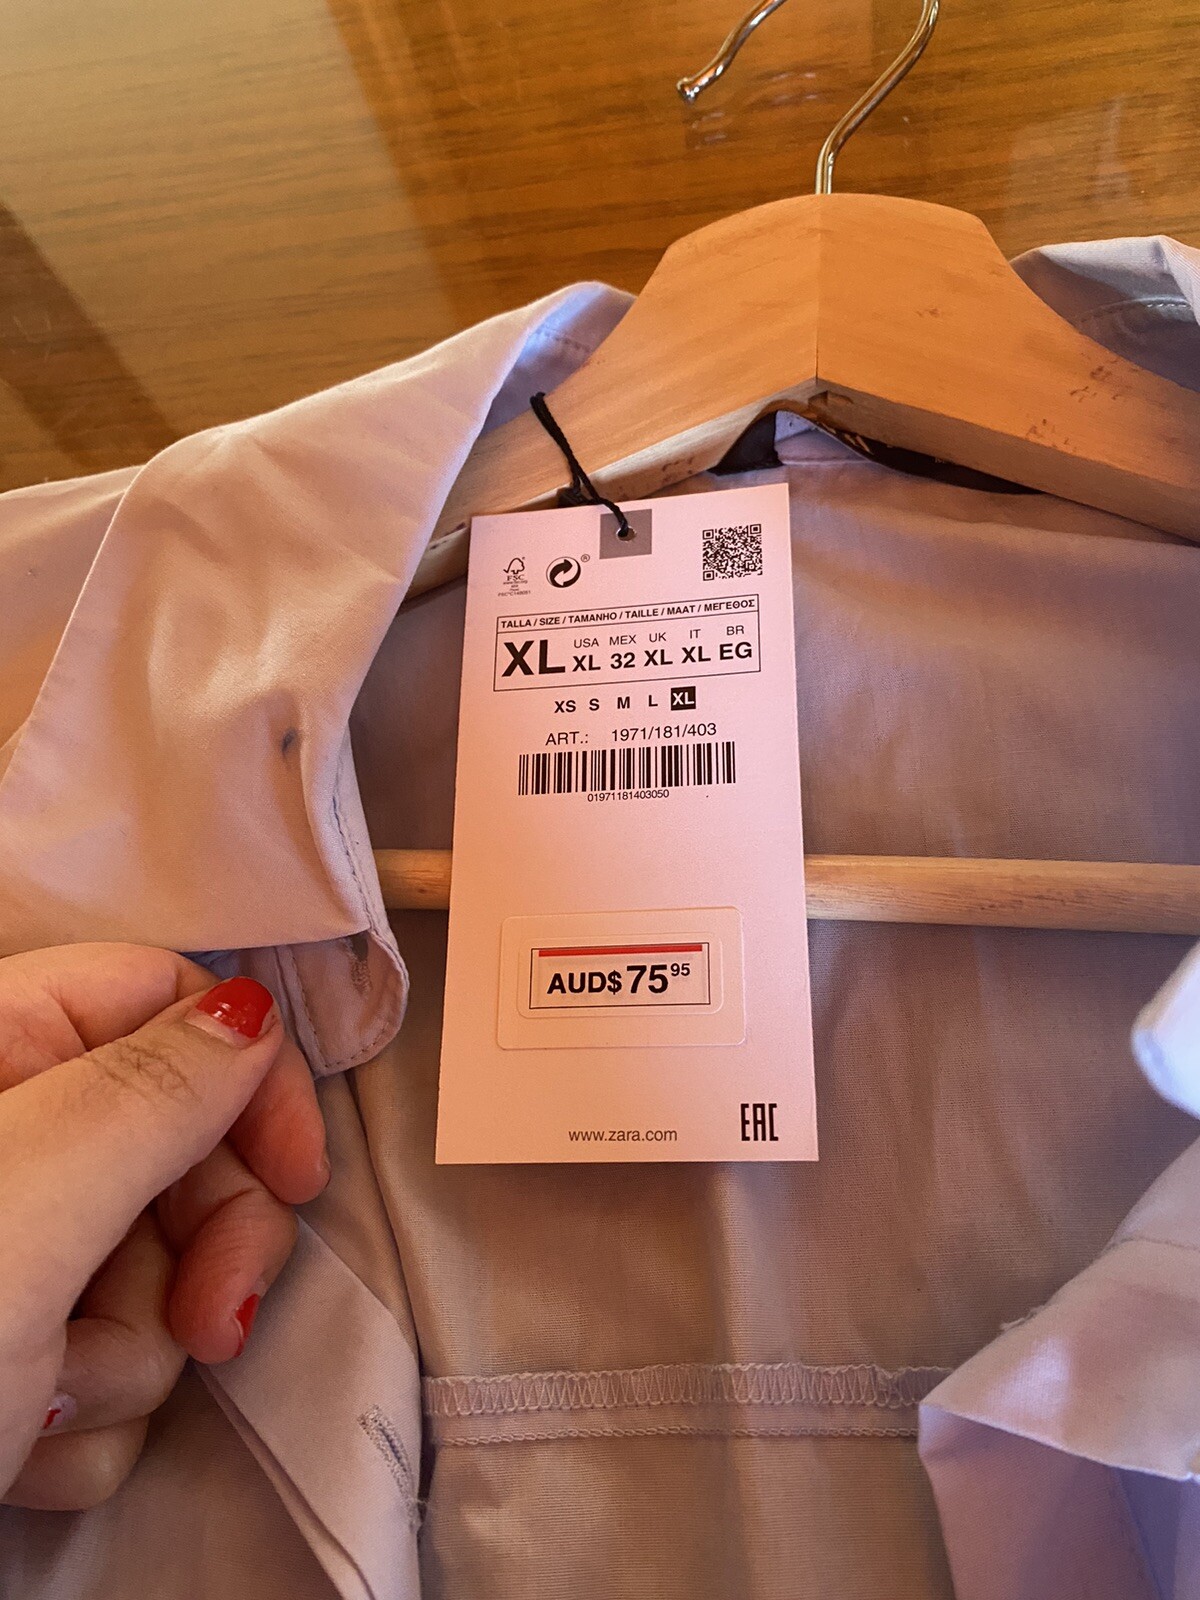 FSC
®
TALLA / SIZE / TAMANHO / TAILLE / MAAT / ΜΕΓΕΘΟΣ
USA MEX UK IT BR
XL XL 32 XL XL EG
XS S M L XL
ART.: 1971/181/403
01971181403050
AUD$ 75 95
www.zara.com
EAC